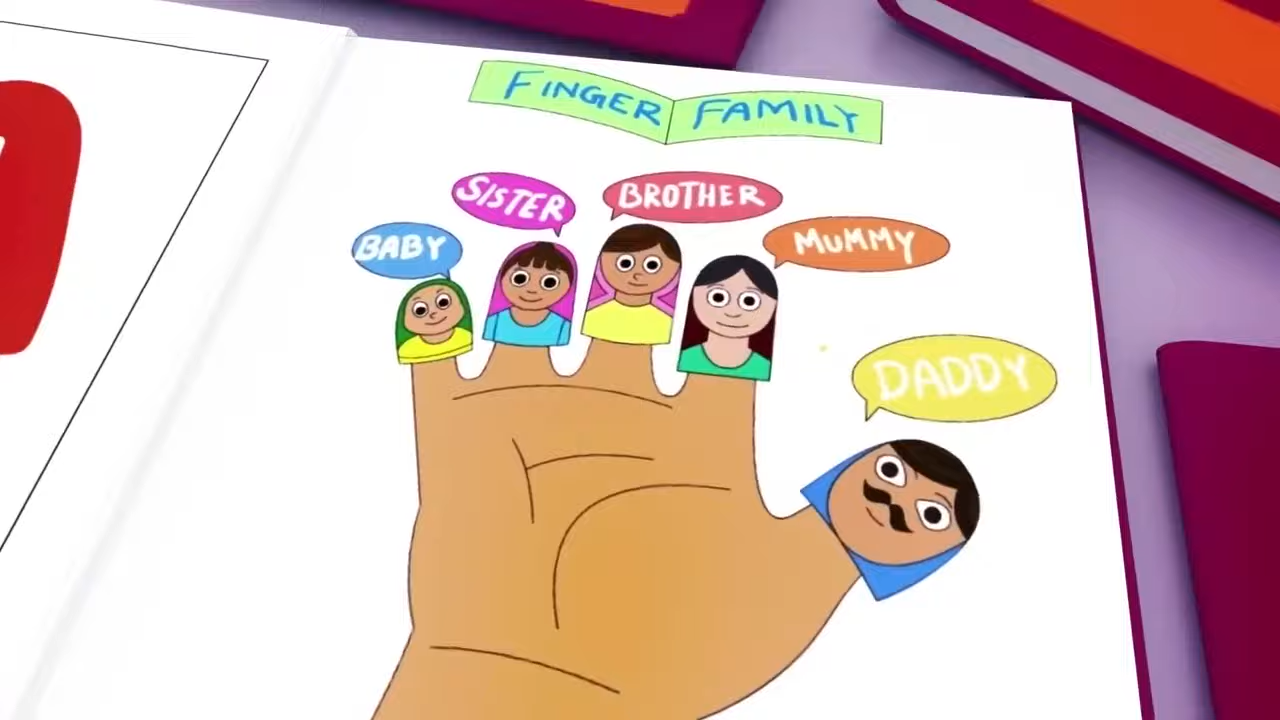 FINGER FAMILY
SISTER
BROTHER
BABY
MUMMY
DADDY